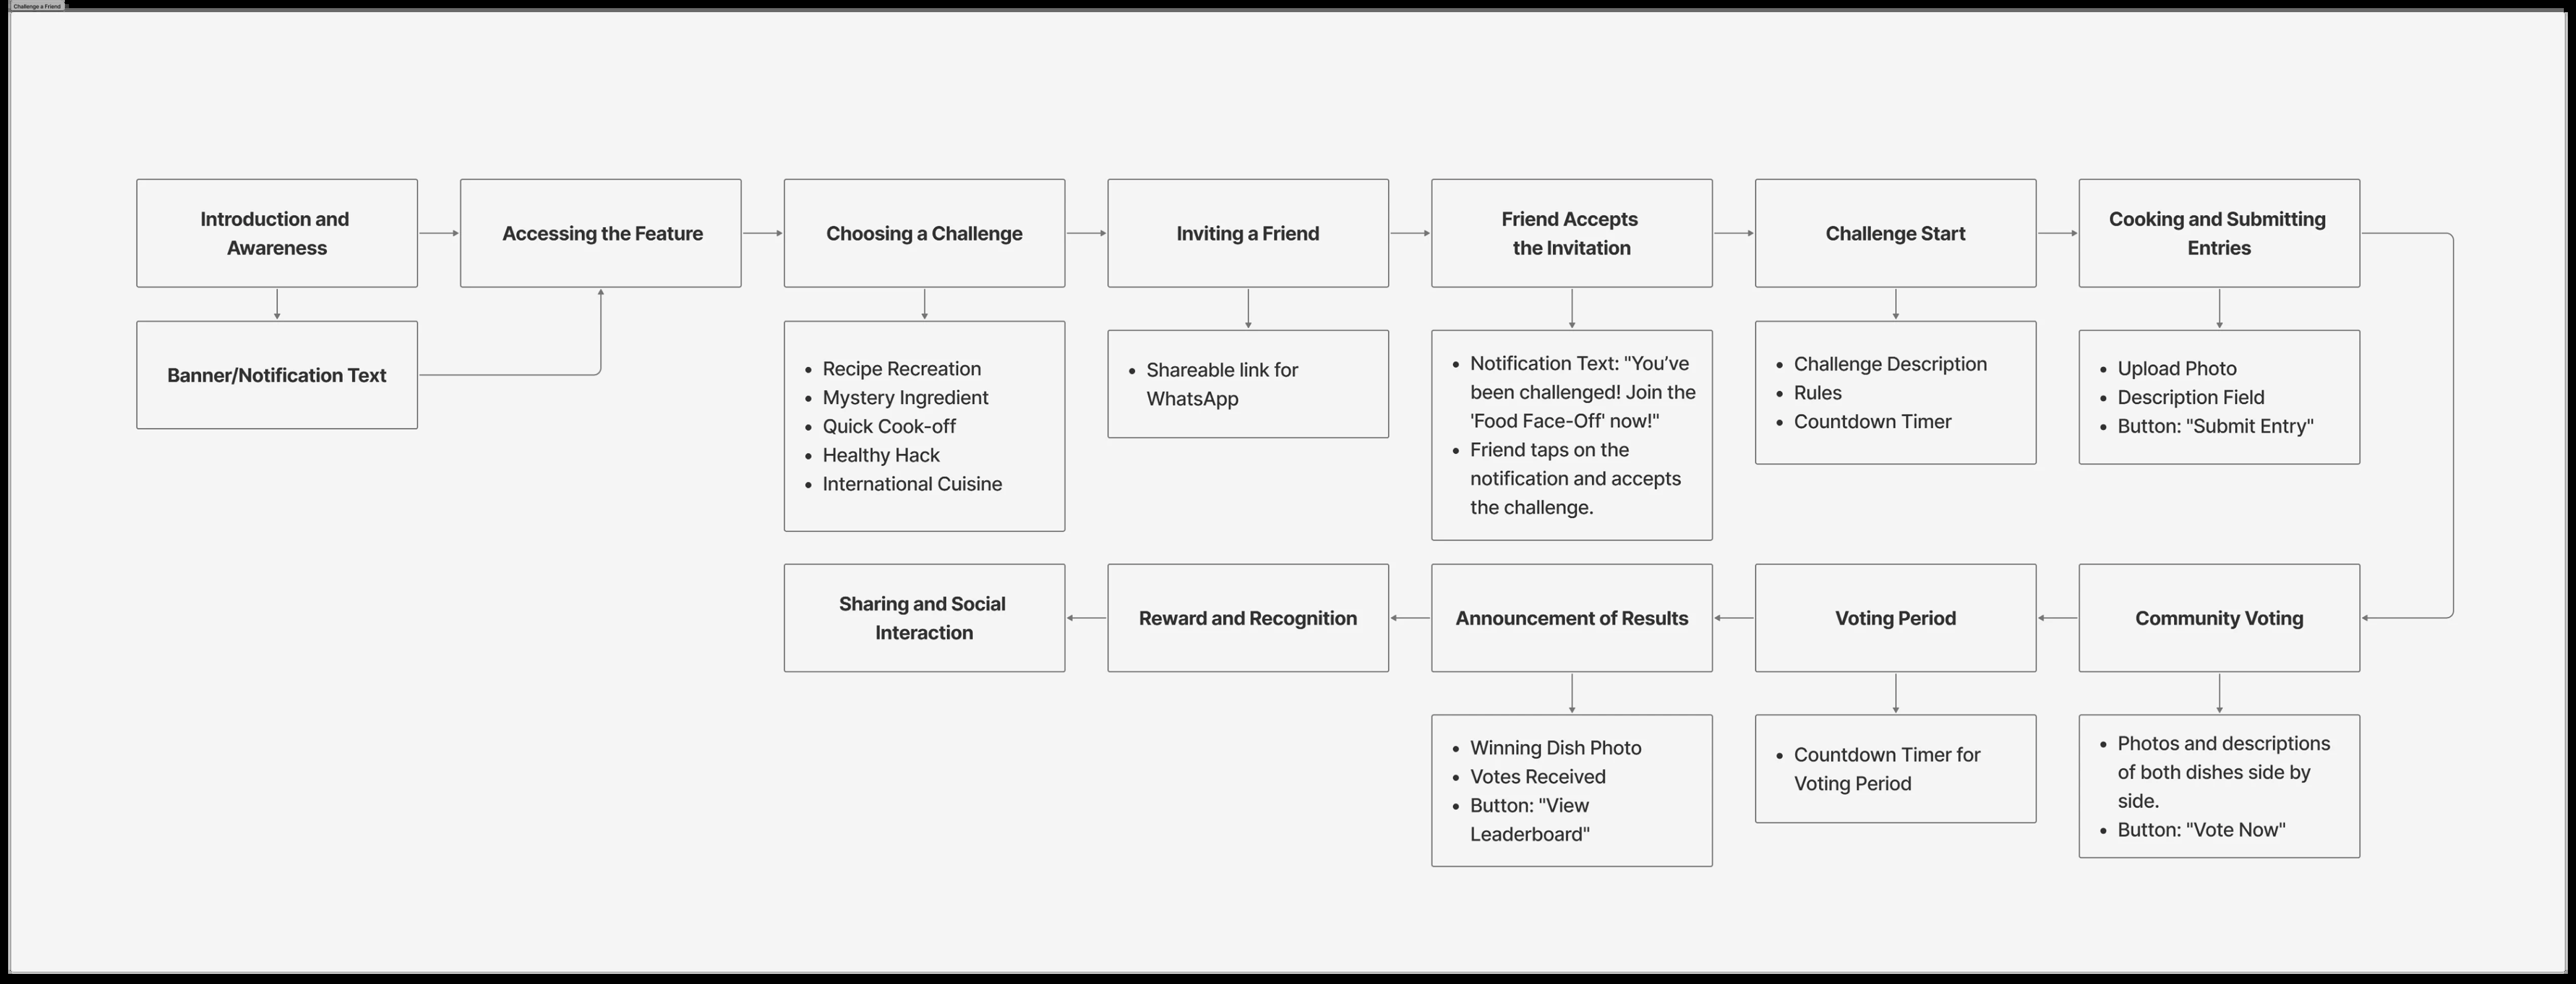 Challenge a Friend
Introduction and
Awareness
Accessing the Feature
Choosing a Challenge
Inviting a Friend
Friend Accepts
the Invitation
Challenge Start
Cooking and Submitting
Entries
Banner/Notification Text
• Recipe Recreation
• Mystery Ingredient
• Quick Cook-off
• Healthy Hack
• International Cuisine
• Shareable link for
WhatsApp
• Notification Text: "You’ve
been challenged! Join the
'Food Face-Off' now!"
• Friend taps on the
notification and accepts
the challenge.
• Challenge Description
• Rules
• Countdown Timer
• Upload Photo
• Description Field
• Button: "Submit Entry"
Sharing and Social
Interaction
Reward and Recognition
Announcement of Results
Voting Period
Community Voting
• Winning Dish Photo
• Votes Received
• Button: "View
Leaderboard"
• Countdown Timer for
Voting Period
• Photos and descriptions
of both dishes side by
side.
• Button: "Vote Now"